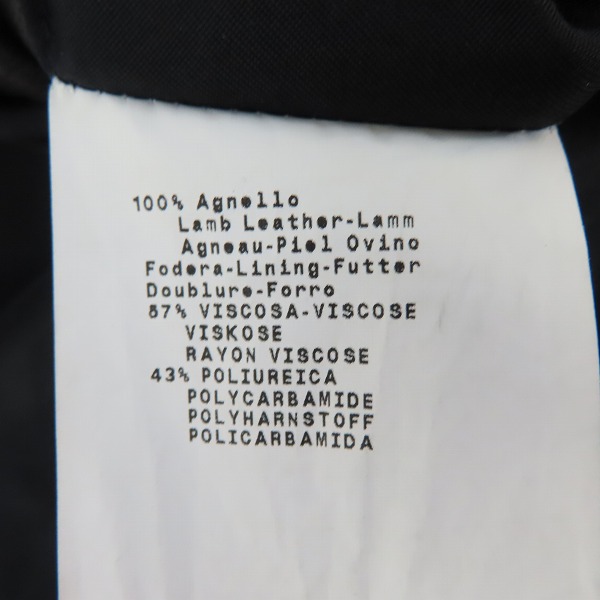 100% Agnello
Lamb Leather-Lamm
Agneau-Piel Ovino
Fodera-Lining-Futter
Doublure-Forro
57% VISCOSA-VISCOSE
VISKOSE
RAYON VISCOSE
43% POLIUREICA
POLYCARBAMIDE
POLYHARNSTOFF
POLICARBAMIDA